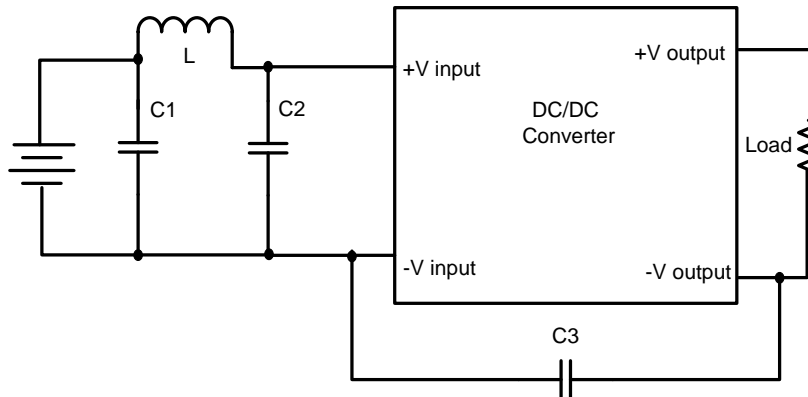 L
C1
C2
+V input
+V output
DC/DC
Converter
Load
-V input
-V output
C3